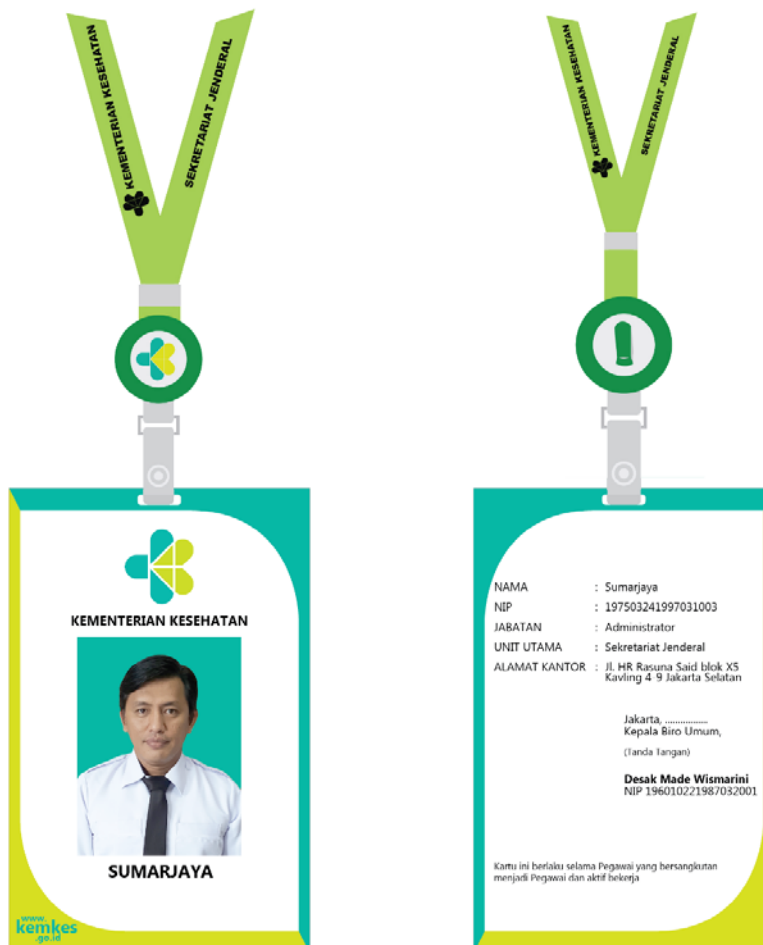 KEMENTERIAN KESEHATAN
SEKRETARIAT JENDERAL
KEMENTERIAN KESEHATAN
SUMARJAYA
www.
kemkes
.go.id
KEMENTERIAN KESEHATAN
SEKRETARIAT JENDERAL
NAMA : Sumarjaya
NIP : 197503241997031003
JABATAN : Administrator
UNIT UTAMA : Sekretariat Jenderal
ALAMAT KANTOR : Jl. HR Rasuna Said blok X5
Kavling 4-9 Jakarta Selatan
Jakarta, ................
Kepala Biro Umum,
(Tanda Tangan)
Desak Made Wismarini
NIP 196010221987032001
Kartu ini berlaku selama Pegawai yang bersangkutan
menjadi Pegawai dan aktif bekerja